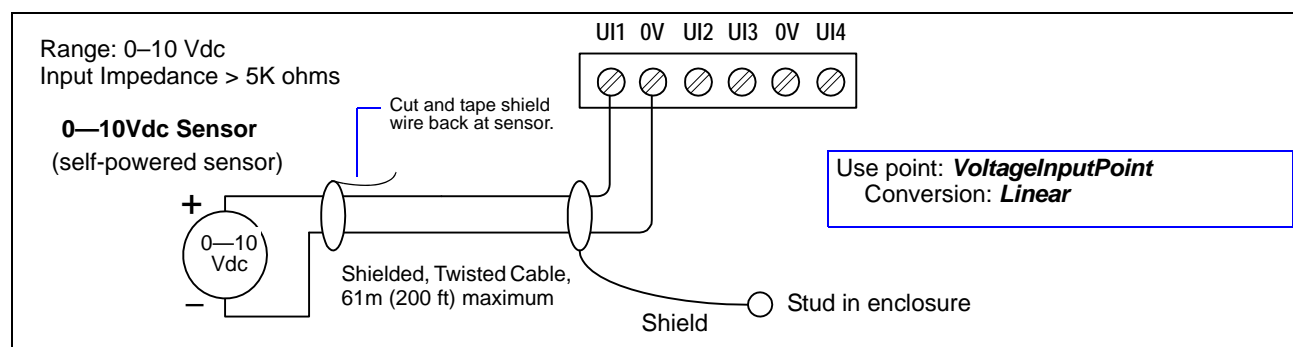 UI1 0V UI2 UI3 0V UI4
Range: 0–10 Vdc
Input Impedance > 5K ohms
Cut and tape shield
wire back at sensor.
0—10Vdc Sensor
(self-powered sensor)
Use point: VoltageInputPoint
Conversion: Linear
+
0—10
Vdc
–
Shielded, Twisted Cable,
61m (200 ft) maximum
Stud in enclosure
Shield